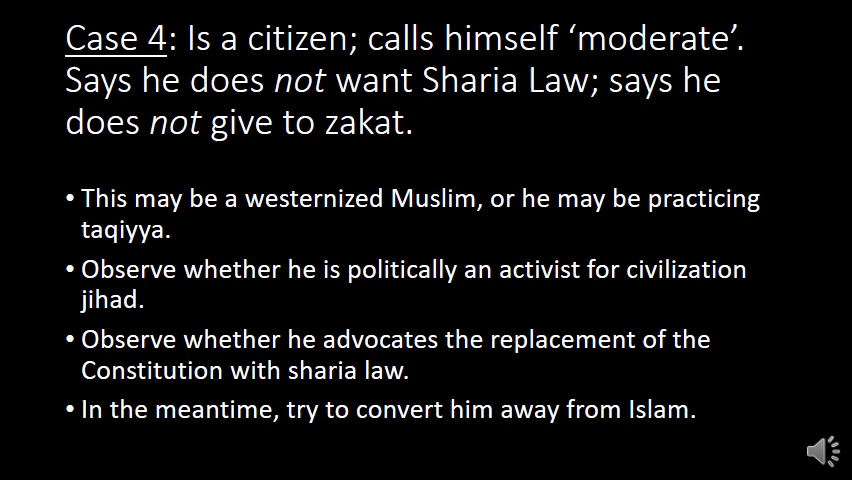 Case 4: Is a citizen; calls himself ‘moderate’.
Says he does not want Sharia Law; says he
does not give to zakat.
• This may be a westernized Muslim, or he may be practicing
taqiyya.
• Observe whether he is politically an activist for civilization
jihad.
• Observe whether he advocates the replacement of the
Constitution with sharia law.
• In the meantime, try to convert him away from Islam.